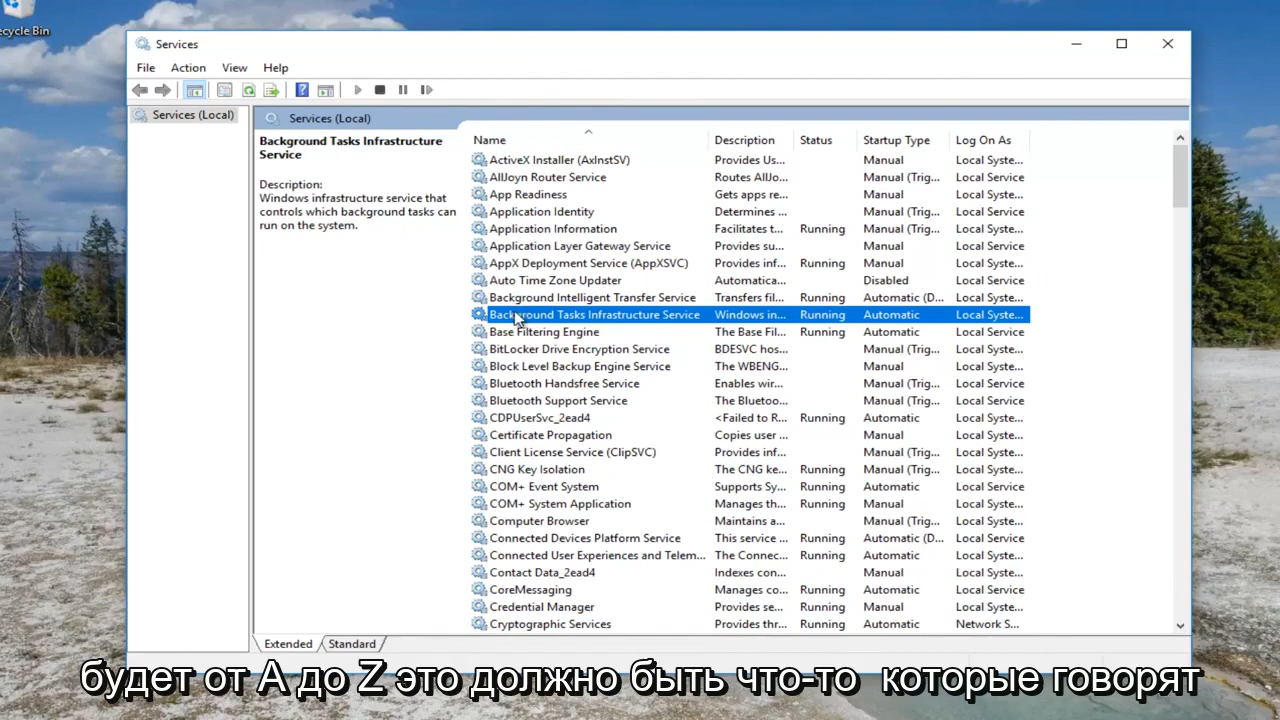 ecycle Bin
Services
File Action View Help
Services (Local)
Services (Local)
Background Tasks Infrastructure
Service
Description:
Windows infrastructure service that
controls which background tasks can
run on the system.
Name Description Status Startup Type Log On As
ActiveX Installer (AxInstSV) Provides Us... Manual Local Syste...
AllJoyn Router Service Routes AllJo... Manual (Trig... Local Service
App Readiness Gets apps re... Manual Local Syste...
Application Identity Determines ... Manual (Trig... Local Service
Application Information Facilitates t... Running Manual (Trig... Local Syste...
Application Layer Gateway Service Provides su... Manual Local Service
AppX Deployment Service (AppXSVC) Provides inf... Running Manual Local Syste...
Auto Time Zone Updater Automatica... Disabled Local Service
Background Intelligent Transfer Service Transfers fil... Running Automatic (D... Local Syste...
Background Tasks Infrastructure Service Windows in... Running Automatic Local Syste...
Base Filtering Engine The Base Fil... Running Automatic Local Service
BitLocker Drive Encryption Service BDESVC hos... Manual (Trig... Local Syste...
Block Level Backup Engine Service The WBENG... Manual Local Syste...
Bluetooth Handsfree Service Enables wir... Manual (Trig... Local Service
Bluetooth Support Service The Bluetoo... Manual (Trig... Local Service
CDPUserSvc_2ead4 <Failed to R... Running Automatic Local Syste...
Certificate Propagation Copies user ... Manual Local Syste...
Client License Service (ClipSVC) Provides inf... Manual (Trig... Local Syste...
CNG Key Isolation The CNG ke... Running Manual (Trig... Local Syste...
COM+ Event System Supports Sy... Running Automatic Local Service
COM+ System Application Manages th... Running Manual Local Syste...
Computer Browser Maintains a... Manual (Trig... Local Syste...
Connected Devices Platform Service This service ... Running Automatic (D... Local Service
Connected User Experiences and Telem... The Connec... Running Automatic Local Syste...
Contact Data_2ead4 Indexes con... Manual Local Syste...
CoreMessaging Manages co... Running Automatic Local Service
Credential Manager Provides se... Running Manual Local Syste...
Cryptographic Services Provides thr... Running Automatic Network S...
Extended Standard
будет от A до Z это должно быть что-то которые говорят